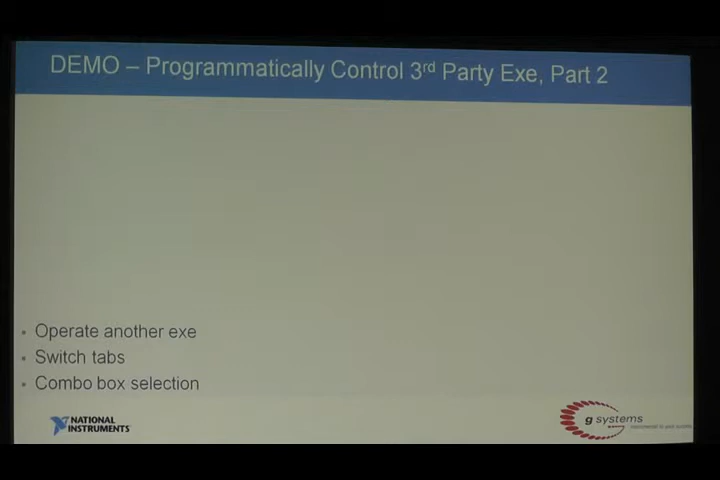 DEMO – Programmatically Control 3rd Party Exe, Part 2
• Operate another exe
• Switch tabs
• Combo box selection
NATIONAL
INSTRUMENTS
g systems